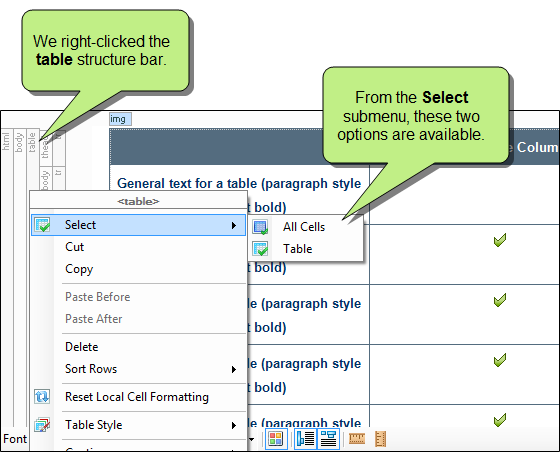 We right-clicked the
table structure bar.
From the Select
submenu, these two
options are available.
img
html
body
table
tr
body
tr
Colum
General text for a table (paragraph style
t bold)
<table>
Select
All Cells
Table
Cut
Copy
t bold)
Paste Before
(paragraph style
Paste After
t bold)
Delete
Sort Rows
(paragraph style
Reset Local Cell Formatting
t bold)
Table Style
(paragraph style
Font
t bold)